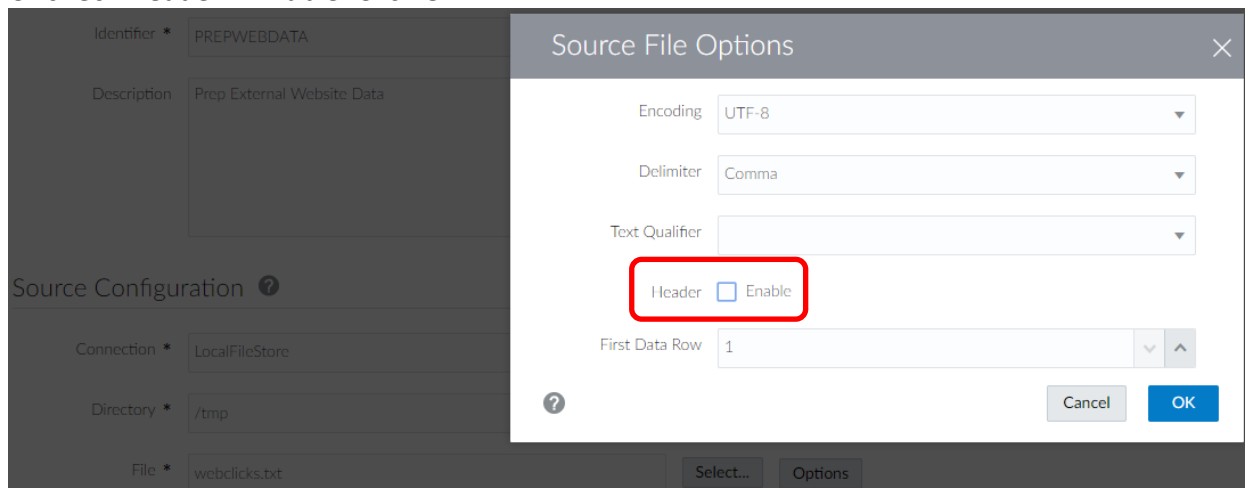 Identifier * PREPWEBDATA
Description Prep External Website Data
Source Configuration ?
Connection * LocalFileStore
Directory * /tmp
File * webclicks.txt Select... Options
Source File Options
Encoding UTF-8
Delimiter Comma
Text Qualifier
Header Enable
First Data Row 1
? Cancel OK